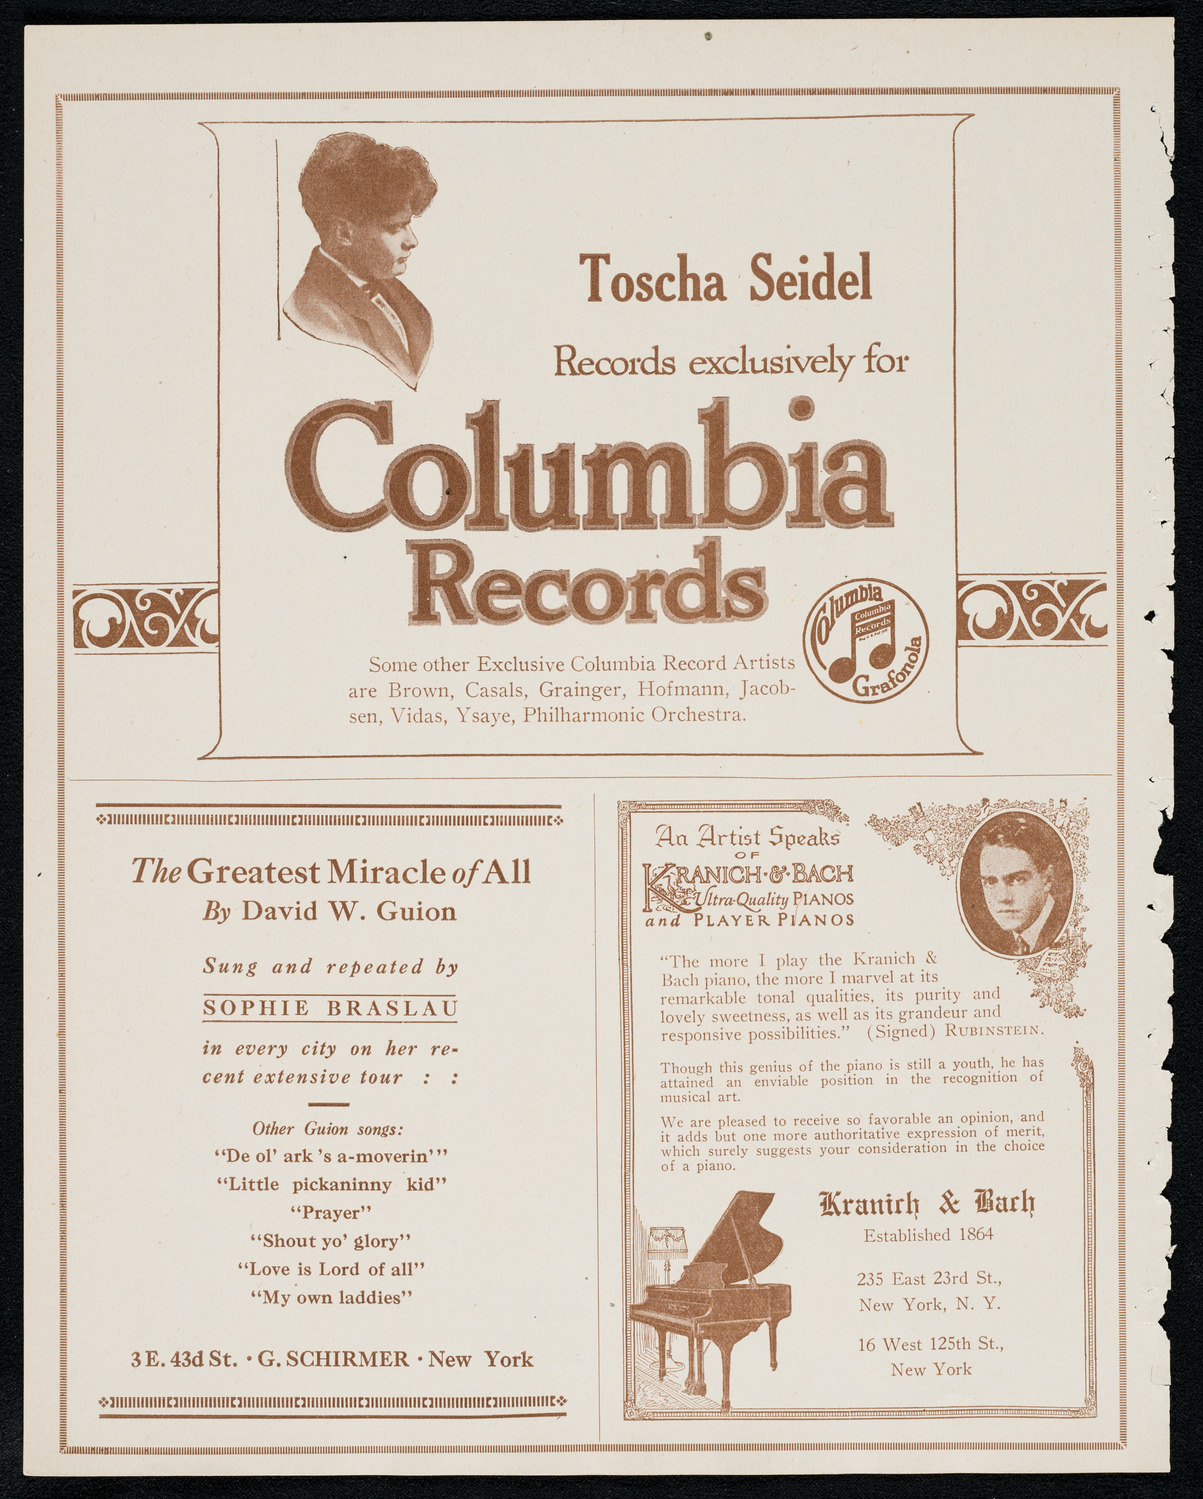 Toscha Seidel
Records exclusively for
Columbia
Records
Columbia
Columbia
Records
Grafonola
Some other Exclusive Columbia Record Artists
are Brown, Casals, Grainger, Hofmann, Jacob-
sen, Vidas, Ysaye, Philharmonic Orchestra.
The Greatest Miracle of All
By David W. Guion
Sung and repeated by
SOPHIE BRASLAU
in every city on her re-
cent extensive tour : :
Other Guion songs:
“De ol’ ark ’s a-moverin’”
“Little pickaninny kid”
“Prayer”
“Shout yo’ glory”
“Love is Lord of all”
“My own laddies”
3 E. 43d St. · G. SCHIRMER · New York
An Artist Speaks
OF
KRANICH·&·BACH
Ultra-Quality PIANOS
and PLAYER PIANOS
“The more I play the Kranich &
Bach piano, the more I marvel at its
remarkable tonal qualities, its purity and
lovely sweetness, as well as its grandeur and
responsive possibilities.” (Signed) RUBINSTEIN.
Though this genius of the piano is still a youth, he has
attained an enviable position in the recognition of
musical art.
We are pleased to receive so favorable an opinion, and
it adds but one more authoritative expression of merit,
which surely suggests your consideration in the choice
of a piano.
Kranich & Bach
Established 1864
235 East 23rd St.,
New York, N. Y.
16 West 125th St.,
New York